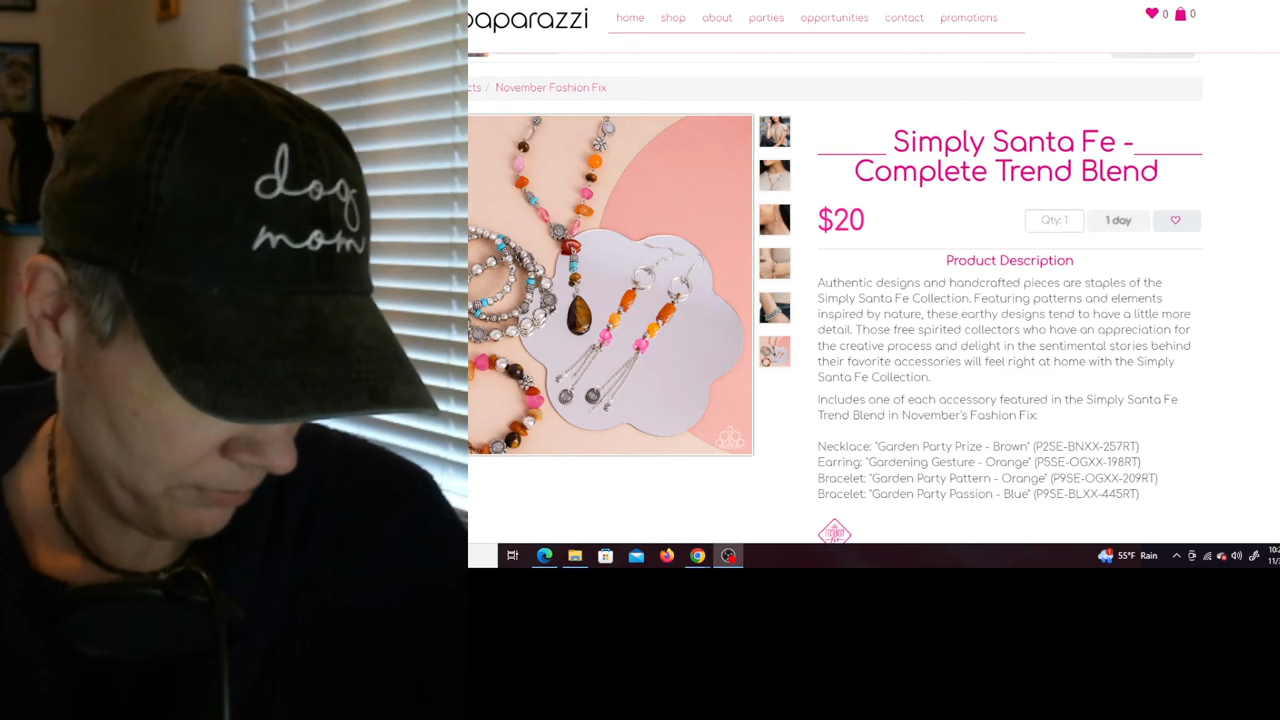 dog
mom
paparazzi
home shop about parties opportunities contact promotions
0 0
November Fashion Fix
Simply Santa Fe -
Complete Trend Blend
$20
Qty: 1
1 day
Product Description
Authentic designs and handcrafted pieces are staples of the
Simply Santa Fe Collection. Featuring patterns and elements
inspired by nature, these earthy designs tend to have a little more
detail. Those free spirited collectors who have an appreciation for
the creative process and delight in the sentimental stories behind
their favorite accessories will feel right at home with the Simply
Santa Fe Collection.
Includes one of each accessory featured in the Simply Santa Fe
Trend Blend in November's Fashion Fix:
Necklace: "Garden Party Prize - Brown" (P2SE-BNXX-257RT)
Earring: "Gardening Gesture - Orange" (P5SE-OGXX-198RT)
Bracelet: "Garden Party Pattern - Orange" (P9SE-OGXX-209RT)
Bracelet: "Garden Party Passion - Blue" (P9SE-BLXX-445RT)
55°F Rain